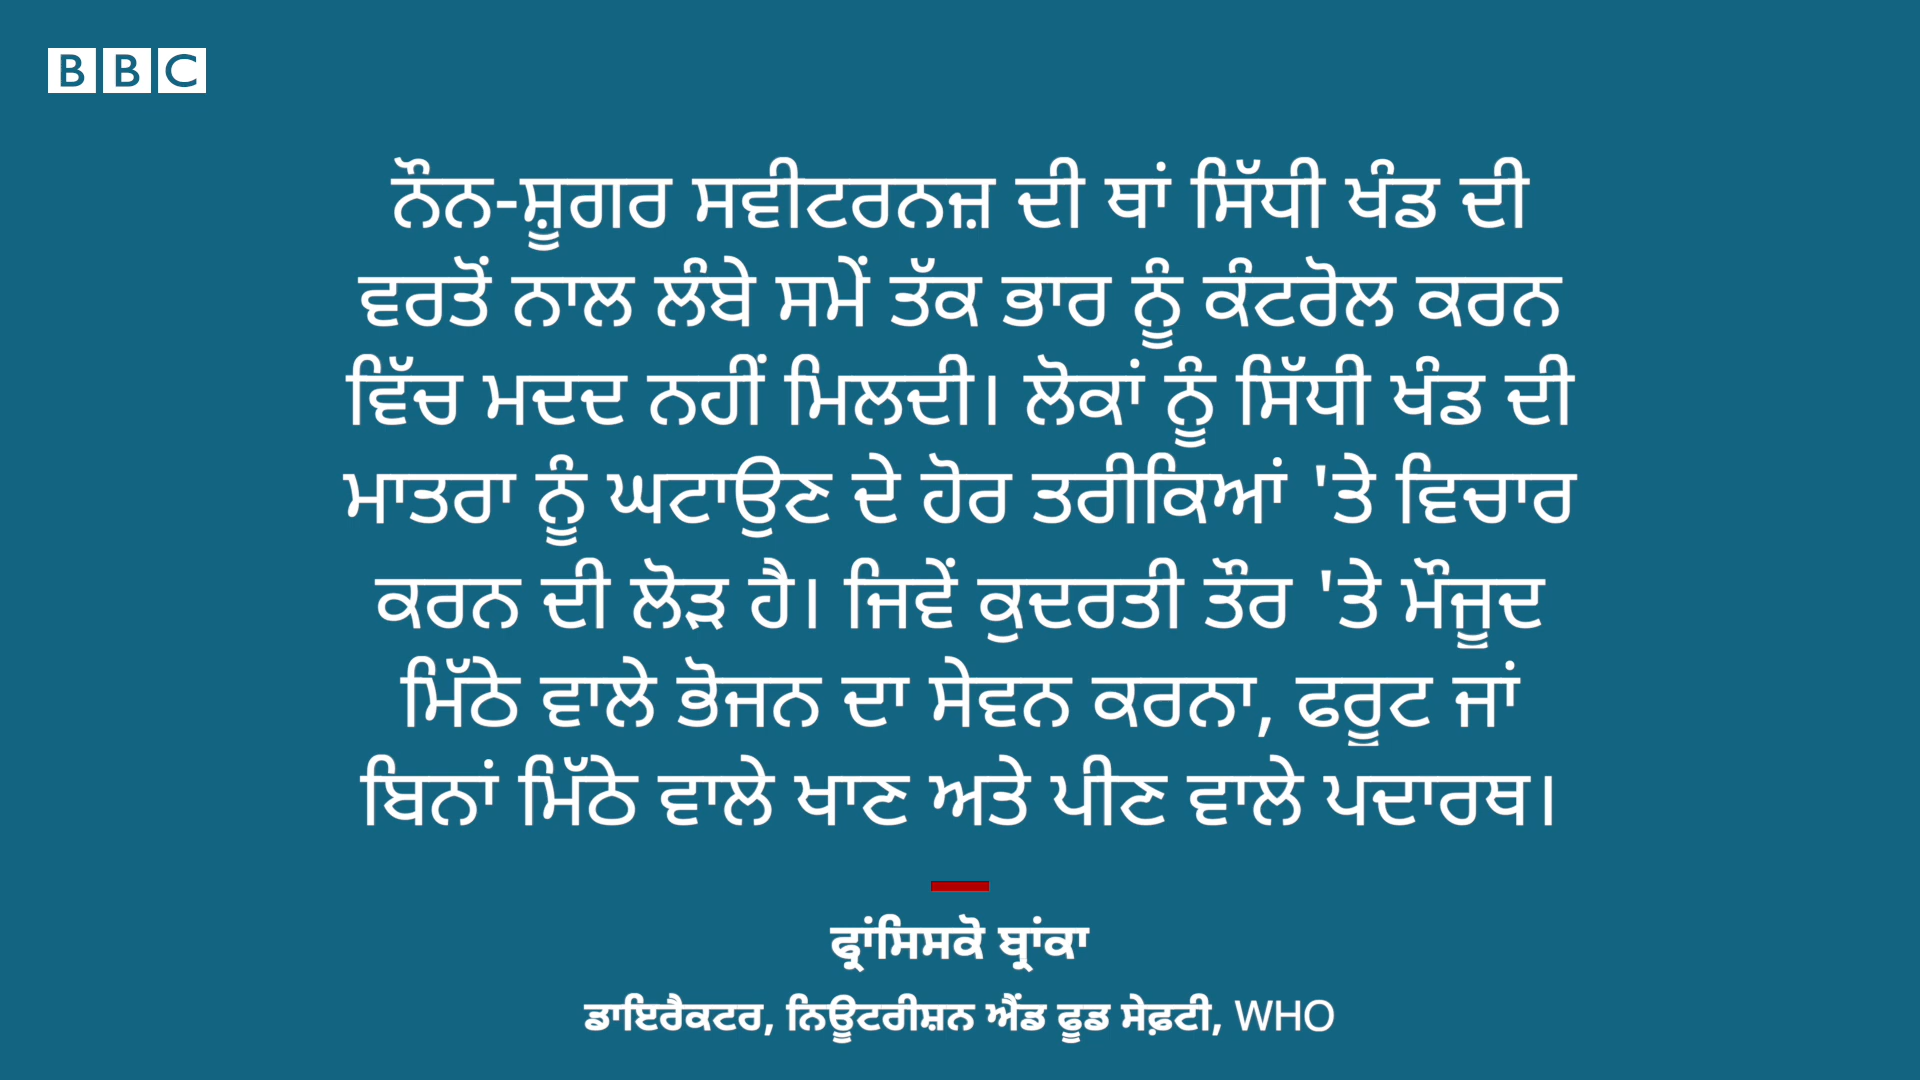 BBC
ਨੌਨ-ਸ਼ੂਗਰ ਸਵੀਟਰਨਜ਼ ਦੀ ਥਾਂ ਸਿੱਧੀ ਖੰਡ ਦੀ
ਵਰਤੋਂ ਨਾਲ ਲੰਬੇ ਸਮੇਂ ਤੱਕ ਭਾਰ ਨੂੰ ਕੰਟਰੋਲ ਕਰਨ
ਵਿੱਚ ਮਦਦ ਨਹੀਂ ਮਿਲਦੀ। ਲੋਕਾਂ ਨੂੰ ਸਿੱਧੀ ਖੰਡ ਦੀ
ਮਾਤਰਾ ਨੂੰ ਘਟਾਉਣ ਦੇ ਹੋਰ ਤਰੀਕਿਆਂ 'ਤੇ ਵਿਚਾਰ
ਕਰਨ ਦੀ ਲੋੜ ਹੈ। ਜਿਵੇਂ ਕੁਦਰਤੀ ਤੌਰ 'ਤੇ ਮੌਜੂਦ
ਮਿੱਠੇ ਵਾਲੇ ਭੋਜਨ ਦਾ ਸੇਵਨ ਕਰਨਾ, ਫਰੂਟ ਜਾਂ
ਬਿਨਾਂ ਮਿੱਠੇ ਵਾਲੇ ਖਾਣ ਅਤੇ ਪੀਣ ਵਾਲੇ ਪਦਾਰਥ।
ਫ੍ਰਾਂਸਿਸਕੋ ਬ੍ਰਾਂਕਾ
ਡਾਇਰੈਕਟਰ, ਨਿਊਟਰੀਸ਼ਨ ਐਂਡ ਫੂਡ ਸੇਫ਼ਟੀ, WHO